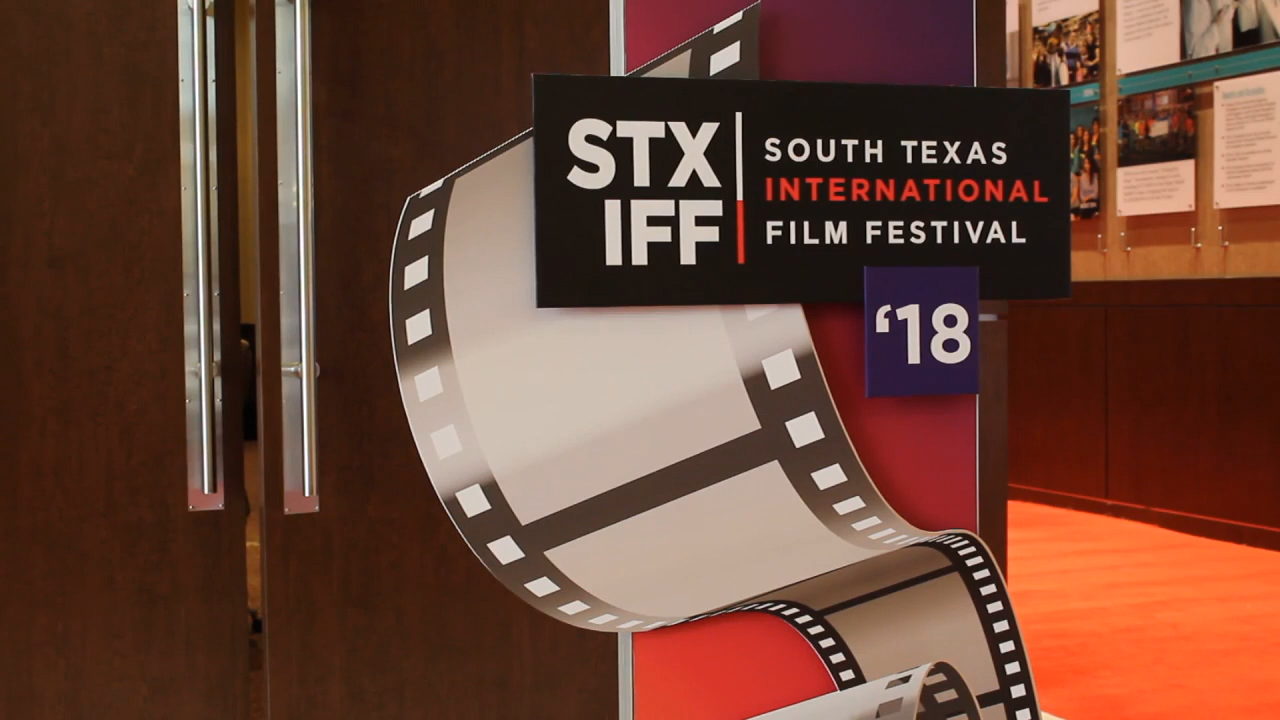 STX
IFF
SOUTH TEXAS
INTERNATIONAL
FILM FESTIVAL
‘18